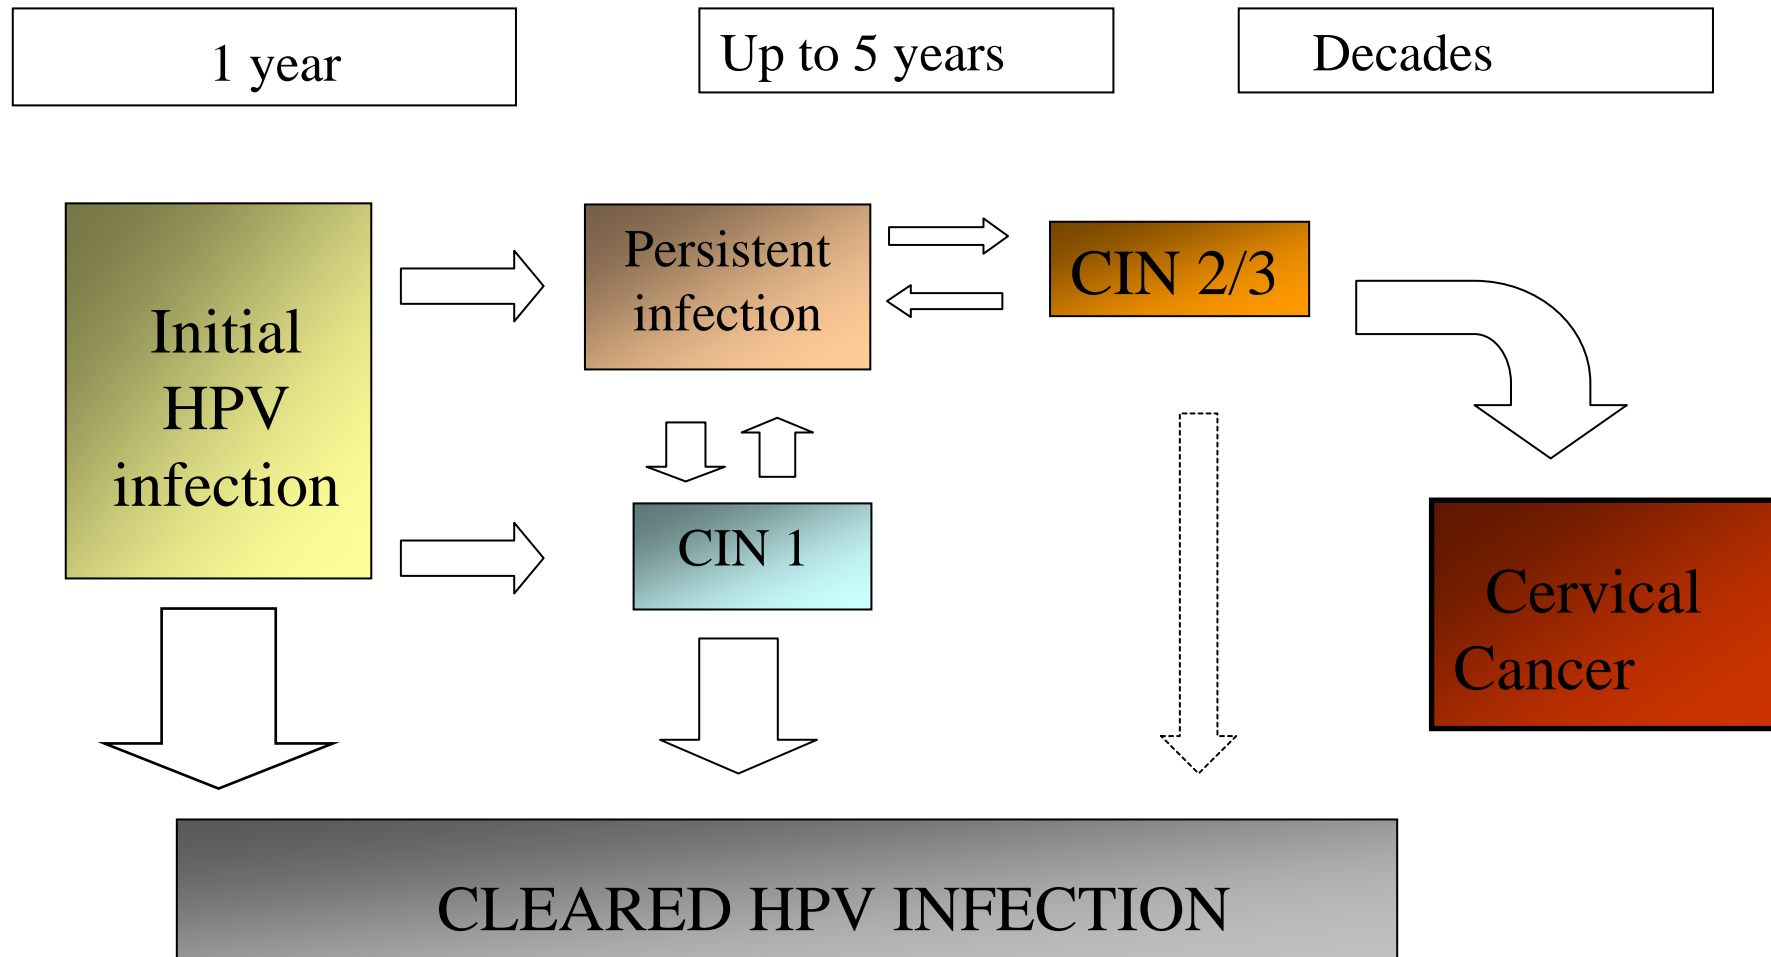 1 year
Up to 5 years
Decades
Initial
HPV
infection
Persistent
infection
CIN 2/3
CIN 1
Cervical
Cancer
CLEARED HPV INFECTION